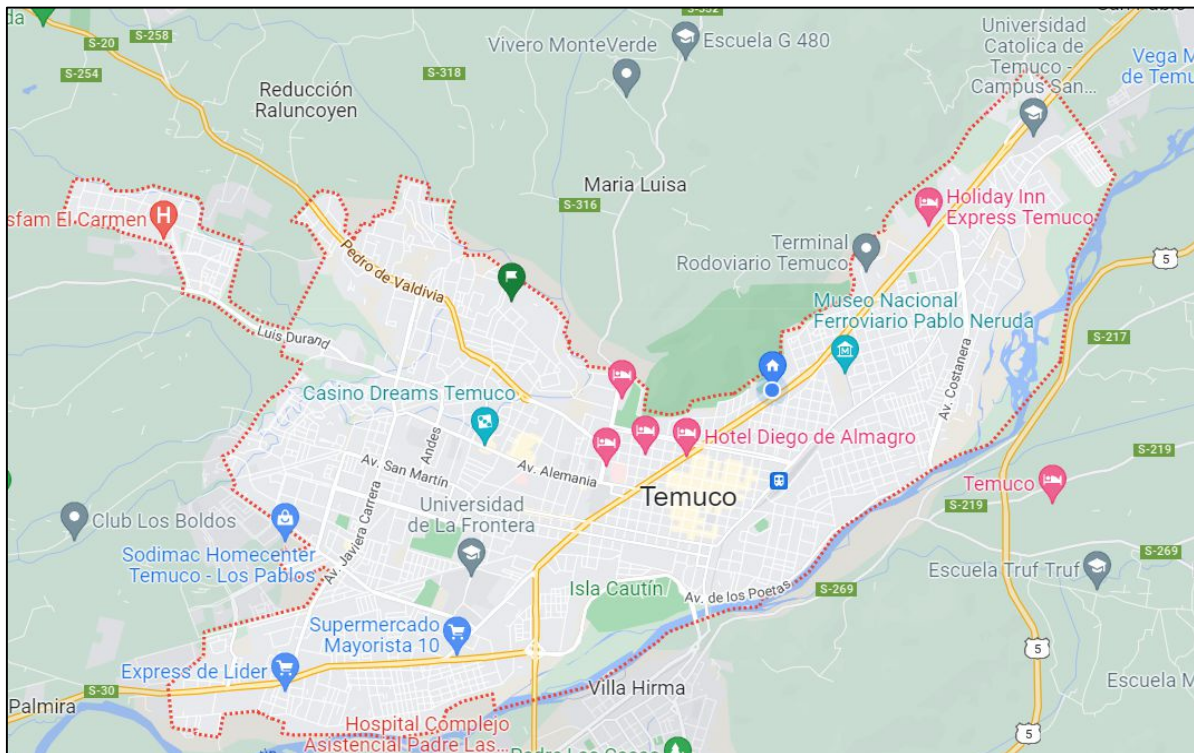 da
S-20
S-258
S-254
S-318
S-352
Vivero MonteVerde
Escuela G 480
Universidad
Catolica de
Temuco -
Campus San...
Vega M
de Temu
Reducción
Raluncoyen
Maria Luisa
S-316
sfam El Carmen
H
Holiday Inn
Express Temuco
Terminal
Rodoviario Temuco
5
Pedro de Valdivia
Museo Nacional
Ferroviario Pablo Neruda
Luis Durand
S-217
Casino Dreams Temuco
Av. Costanera
Andes
Hotel Diego de Almagro
Av. San Martín
Av. Alemania
S-219
Temuco
Temuco
S-219
Universidad
de La Frontera
Club Los Boldos
Av. Javiera Carrera
Sodimac Homecenter
Temuco - Los Pablos
S-269
Escuela Truf Truf
Isla Cautín
Av. de los Poetas
S-269
Supermercado
Mayorista 10
5
Express de Lider
Villa Hirma
Escuela M
S-30
Palmira
Hospital Complejo
Asistencial Padre Las...
5